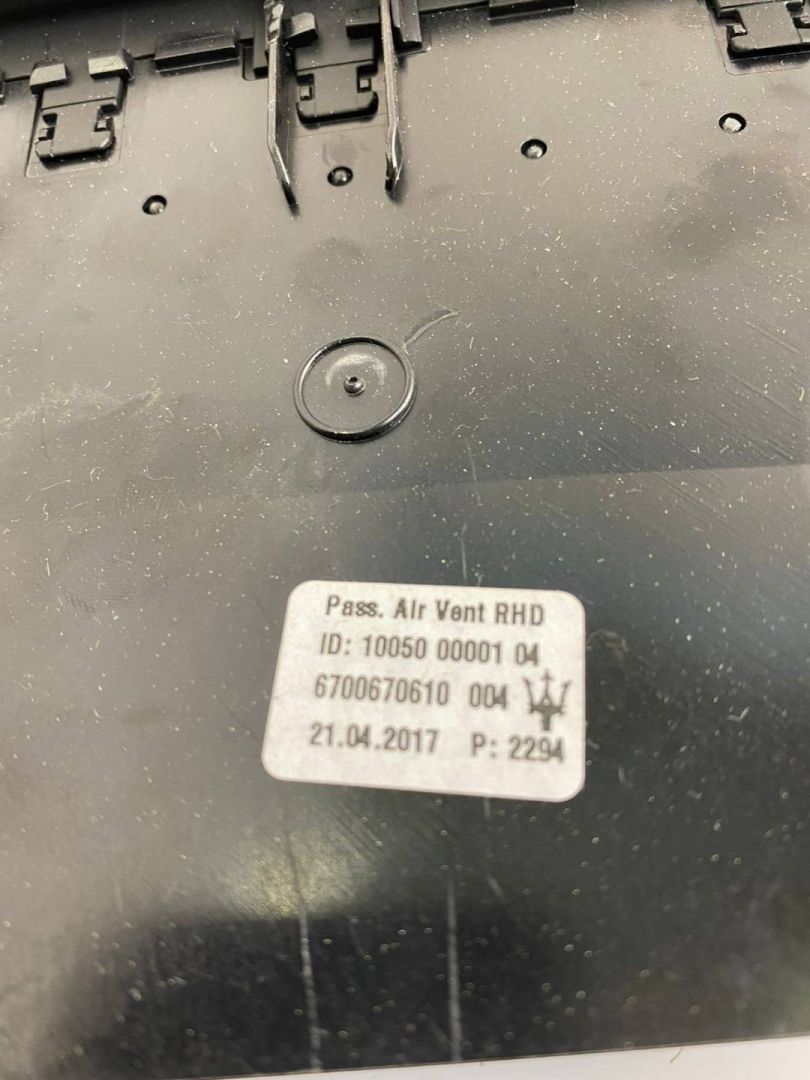 Pass. Air Vent RHD
ID: 10050 00001 04
6700670610 004
21.04.2017 P: 2294